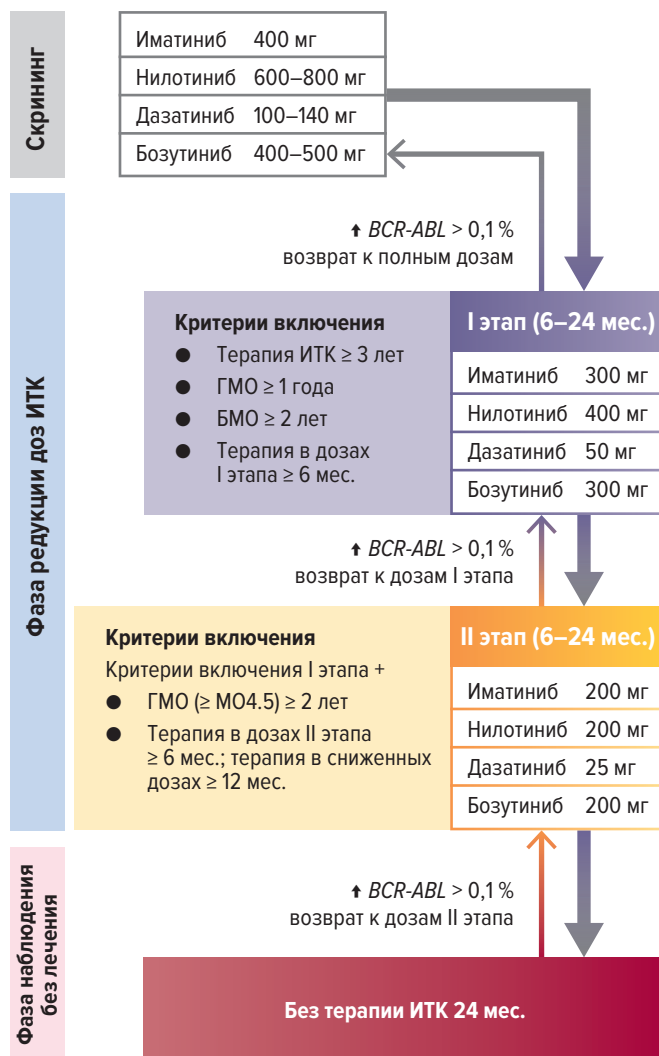 Скрининг
Иматиниб 400 мг
Нилотиниб 600–800 мг
Дазатиниб 100–140 мг
Бозутиниб 400–500 мг
🠅 BCR-ABL > 0,1 %
возврат к полным дозам
Фаза редукции доз ИТК
Критерии включения
● Терапия ИТК ≥ 3 лет
● ГМО ≥ 1 года
● БМО ≥ 2 лет
● Терапия в дозах
I этапа ≥ 6 мес.
I этап (6–24 мес.)
Иматиниб 300 мг
Нилотиниб 400 мг
Дазатиниб 50 мг
Бозутиниб 300 мг
🠅 BCR-ABL > 0,1 %
возврат к дозам I этапа
Критерии включения
Критерии включения I этапа +
● ГМО (≥ МО4.5) ≥ 2 лет
● Терапия в дозах II этапа
≥ 6 мес.; терапия в сниженных
дозах ≥ 12 мес.
II этап (6–24 мес.)
Иматиниб 200 мг
Нилотиниб 200 мг
Дазатиниб 25 мг
Бозутиниб 200 мг
Фаза наблюдения
без лечения
🠅 BCR-ABL > 0,1 %
возврат к дозам II этапа
Без терапии ИТК 24 мес.